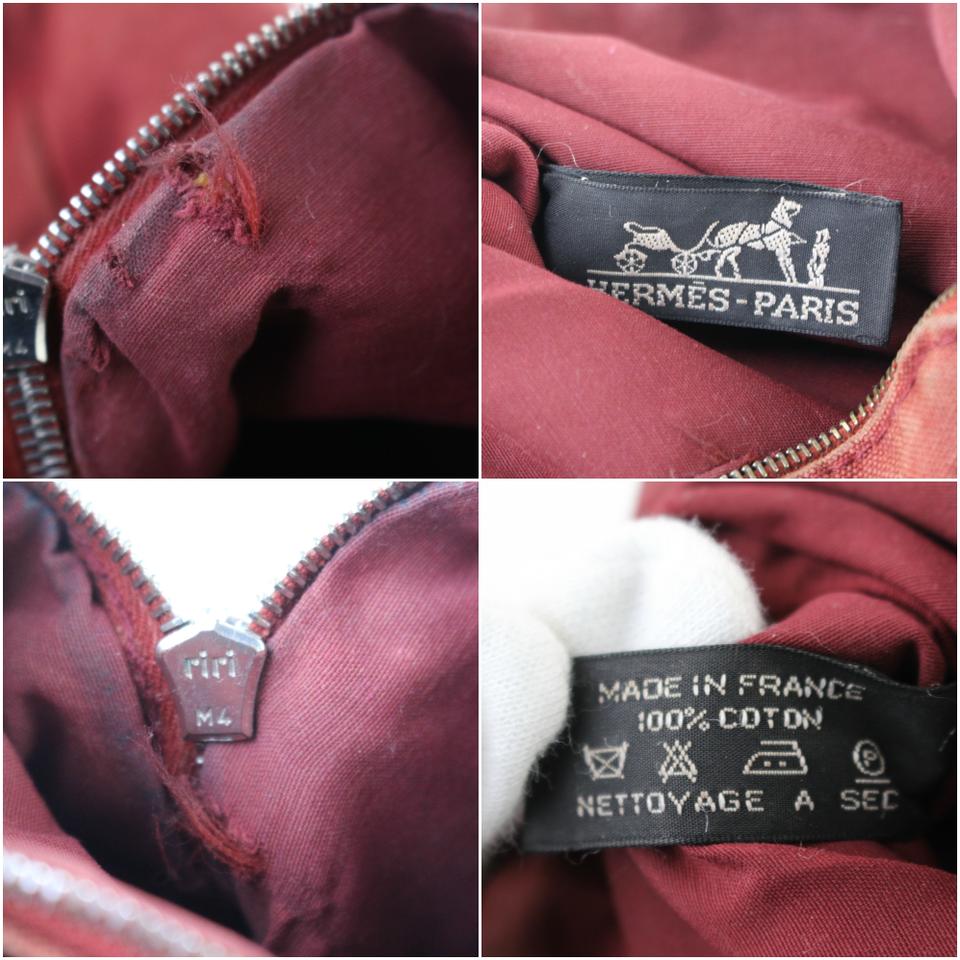 riri
M4
HERMÈS-PARIS
riri
M4
MADE IN FRANCE
100% COTON
P
NETTOYAGE A SEC